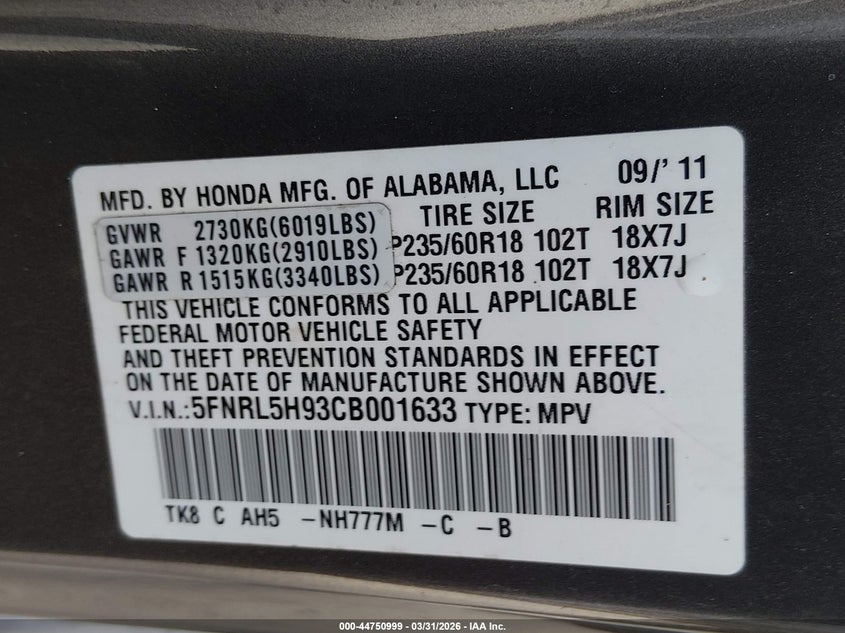 MFD. BY HONDA MFG. OF ALABAMA, LLC 09/' 11
TIRE SIZE RIM SIZE
GVWR 2730KG(6019LBS)
GAWR F 1320KG(2910LBS) P235/60R18 102T 18X7J
GAWR R 1515KG(3340LBS) P235/60R18 102T 18X7J
THIS VEHICLE CONFORMS TO ALL APPLICABLE
FEDERAL MOTOR VEHICLE SAFETY
AND THEFT PREVENTION STANDARDS IN EFFECT
ON THE DATE OF MANUFACTURE SHOWN ABOVE.
V.I.N.:5FNRL5H93CB001633 TYPE: MPV
TK8 C AH5 -NH777M -C -B
000-44750999 — 03/31/2026 — IAA Inc.